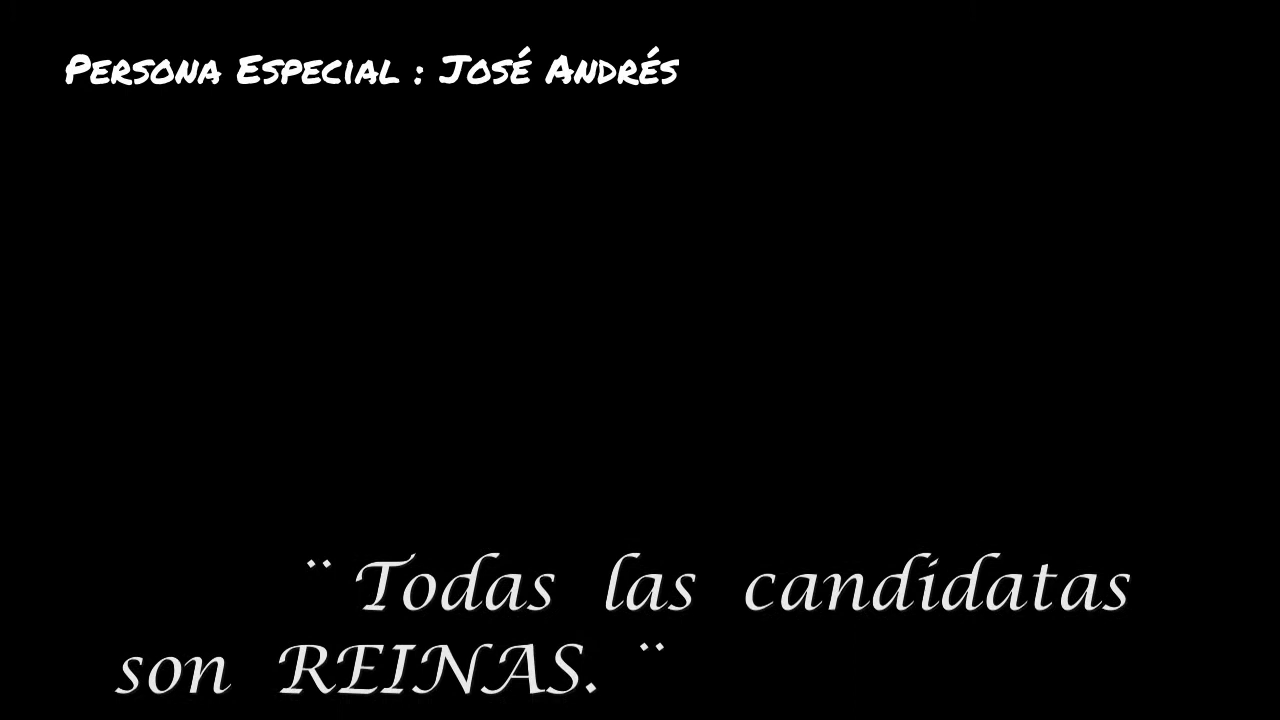 Persona Especial : José Andrés
¨ Todas las candidatas
son REINAS. ¨